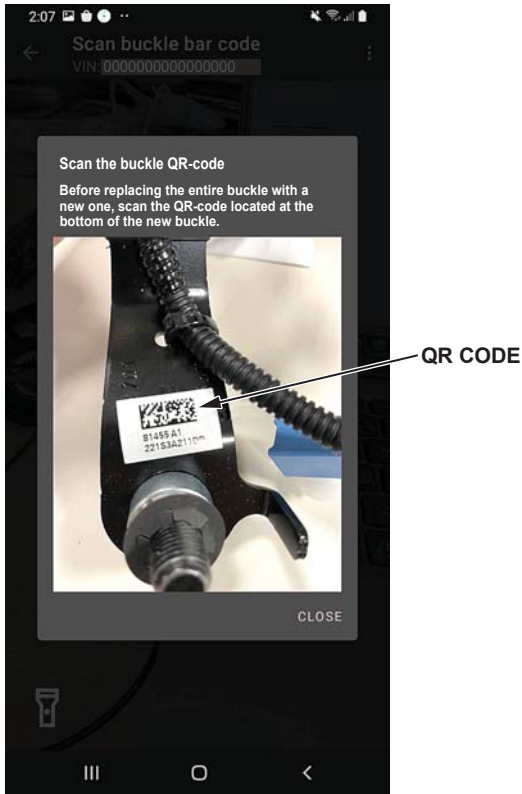 2:07
Scan buckle bar code
VIN: 0000000000000000
Scan the buckle QR-code
Before replacing the entire buckle with a
new one, scan the QR-code located at the
bottom of the new buckle.
QR CODE
81455 A1
CLOSE